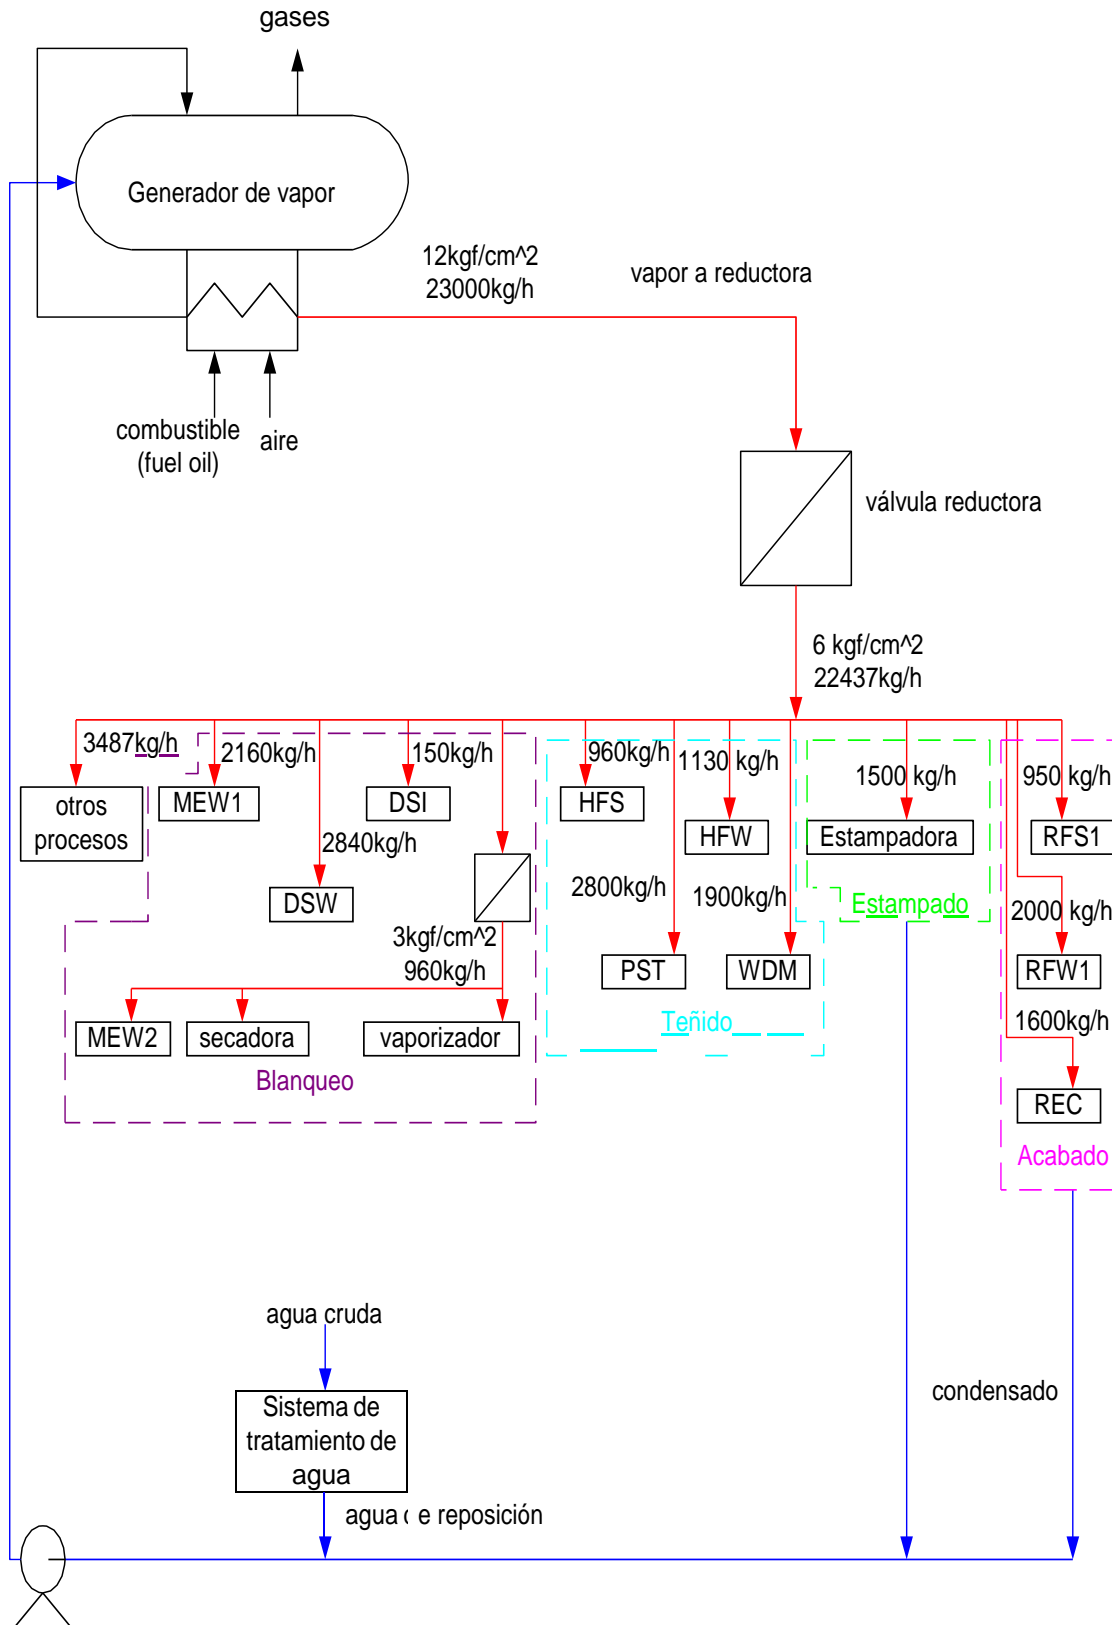 gases
Generador de vapor
12kgf/cm^2
23000kg/h
vapor a reductora
combustible
(fuel oil)
aire
válvula reductora
6 kgf/cm^2
22437kg/h
3487kg/h
2160kg/h
150kg/h
960kg/h
1130 kg/h
1500 kg/h
950 kg/h
otros
procesos
MEW1
DSI
HFS
HFW
Estampadora
RFS1
2840kg/h
DSW
2800kg/h
1900kg/h
Estampado
2000 kg/h
3kgf/cm^2
960kg/h
PST
WDM
RFW1
MEW2
secadora
vaporizador
Teñido
1600kg/h
Blanqueo
REC
Acabado
agua cruda
condensado
Sistema de
tratamiento de
agua
agua de reposición